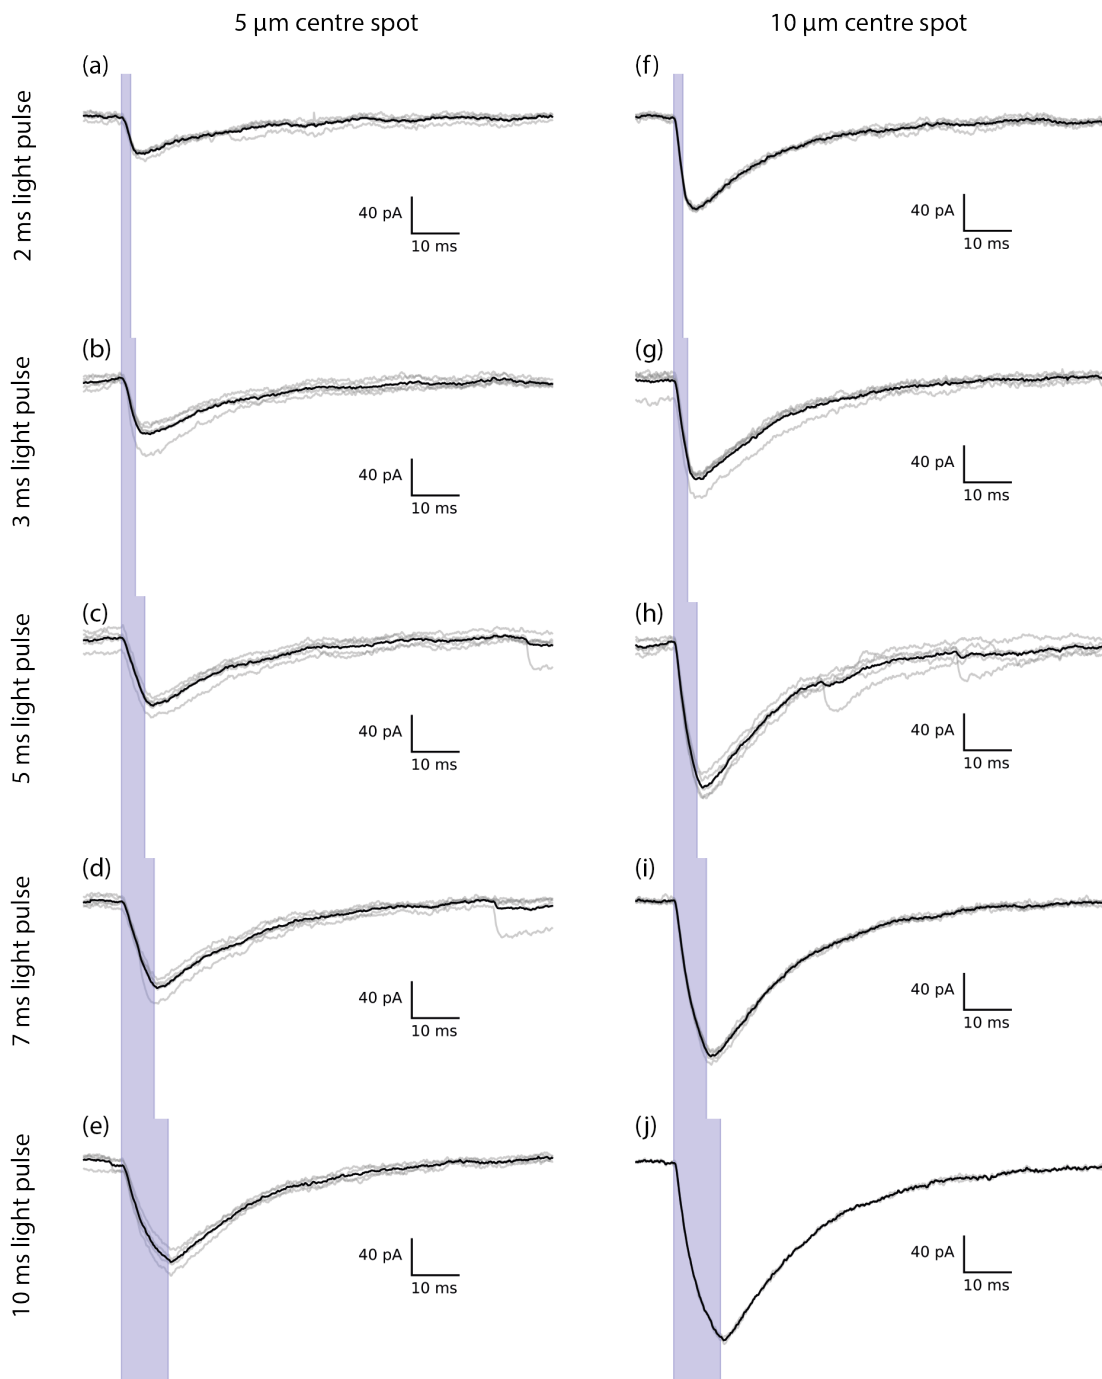 5 µm centre spot
10 µm centre spot
2 ms light pulse
(a)
40 pA
10 ms
(f)
40 pA
10 ms
3 ms light pulse
(b)
40 pA
10 ms
(g)
40 pA
10 ms
5 ms light pulse
(c)
40 pA
10 ms
(h)
40 pA
10 ms
7 ms light pulse
(d)
40 pA
10 ms
(i)
40 pA
10 ms
10 ms light pulse
(e)
40 pA
10 ms
(j)
40 pA
10 ms